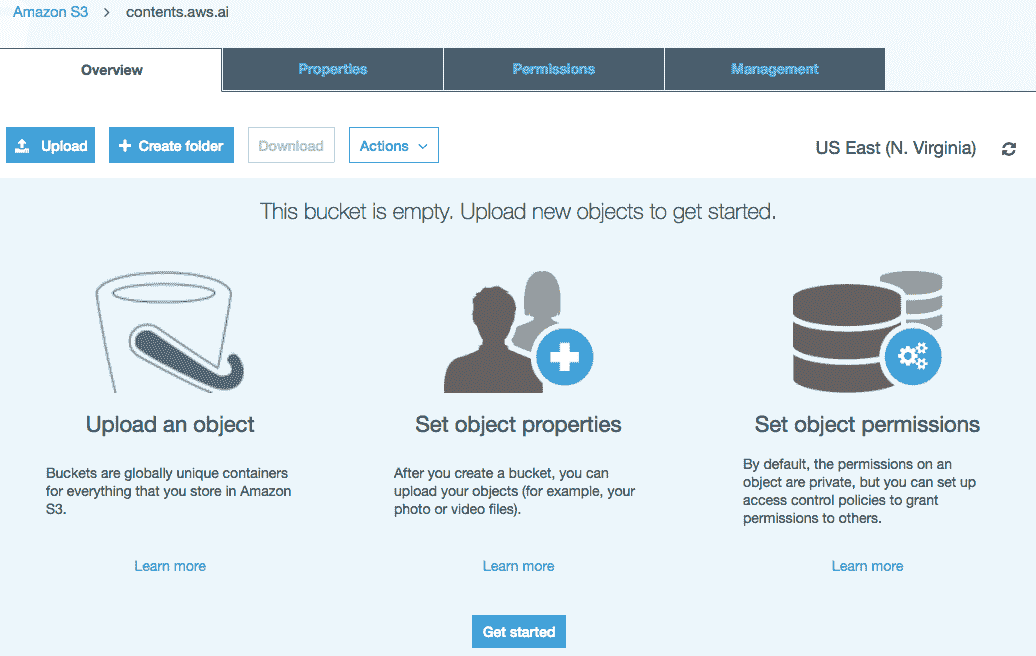 Amazon S3 > contents.aws.ai
Overview Properties Permissions Management
Upload Create folder Download Actions US East (N. Virginia)
This bucket is empty. Upload new objects to get started.
Upload an object
Buckets are globally unique containers
for everything that you store in Amazon
S3.
Learn more
Set object properties
After you create a bucket, you can
upload your objects (for example, your
photo or video files).
Learn more
Set object permissions
By default, the permissions on an
object are private, but you can set up
access control policies to grant
permissions to others.
Learn more
Get started